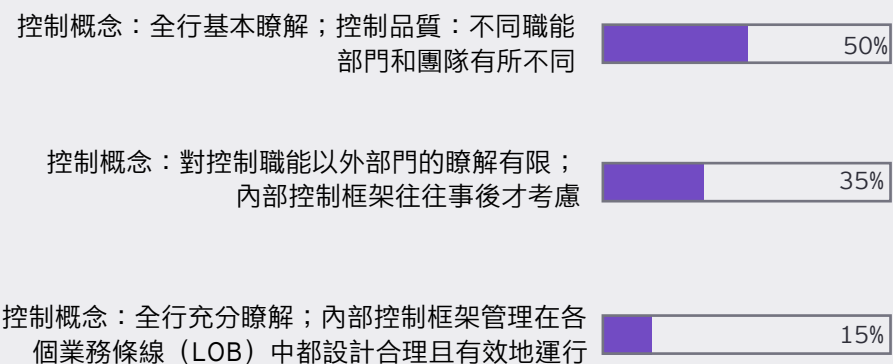 控制概念：全行基本瞭解；控制品質：不同職能
部門和團隊有所不同
50%
控制概念：對控制職能以外部門的瞭解有限；
內部控制框架往往事後才考慮
35%
控制概念：全行充分瞭解；內部控制框架管理在各
個業務條線（LOB）中都設計合理且有效地運行
15%